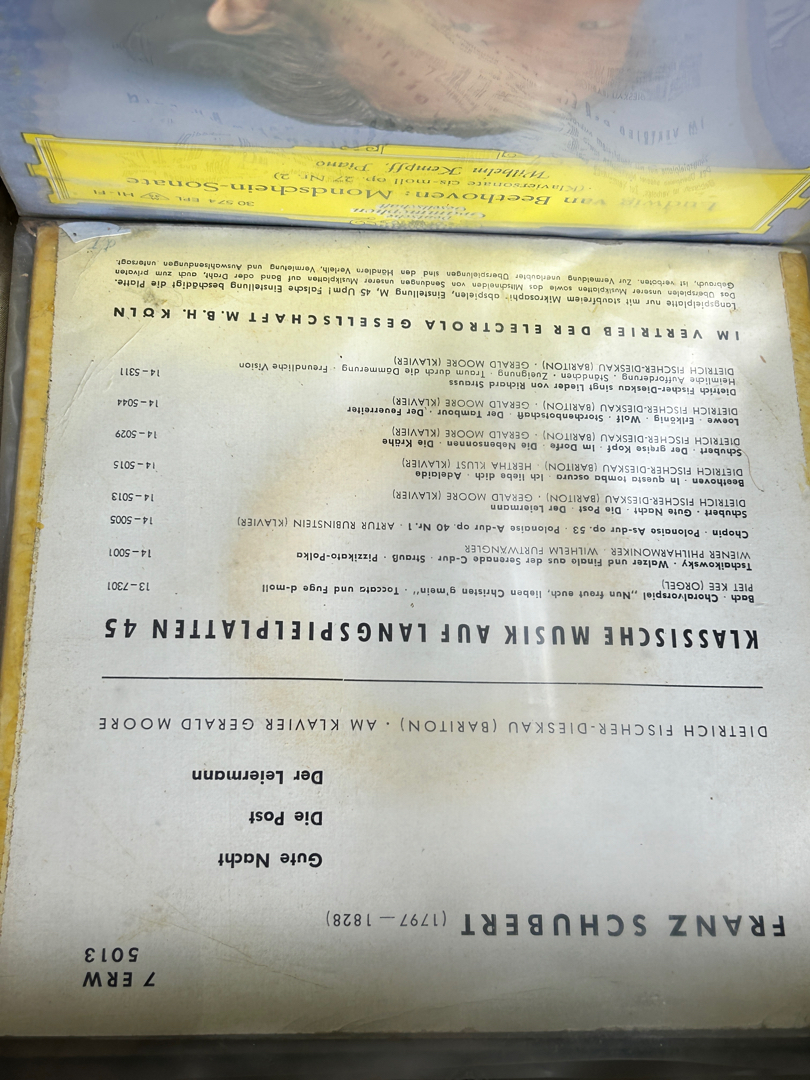 7 ERW
5013
FRANZ SCHUBERT (1797 — 1828)
Gute Nacht
Die Post
Der Leiermann
DIETRICH FISCHER-DIESKAU (BARITON) · AM KLAVIER GERALD MOORE
KLASSISCHE MUSIK AUF LANGSPIELPLATTEN 45
Bach · Choralvorspiel „Nun freut euch, lieben Christen g'mein“ · Toccata und Fuge d-moll
PIET KEE (ORGEL) 13–7301
Tschaikowsky · Walzer und Finale aus der Serenade C-dur · Strauß · Pizzikato-Polka
WIENER PHILHARMONIKER · WILHELM FURTWÄNGLER 14–5001
Chopin · Polonaise As-dur op. 53 · Polonaise A-dur op. 40 Nr. 1 · ARTUR RUBINSTEIN (KLAVIER) 14–5005
Schubert · Gute Nacht · Die Post · Der Leiermann
DIETRICH FISCHER-DIESKAU (BARITON) · GERALD MOORE (KLAVIER) 14–5013
Beethoven · In questa tomba oscura · Ich liebe dich · Adelaide
DIETRICH FISCHER-DIESKAU (BARITON) · HERTHA KLUST (KLAVIER) 14–5015
Schubert · Der greise Kopf · Im Dorfe · Die Nebensonnen · Die Krähe
DIETRICH FISCHER-DIESKAU (BARITON) · GERALD MOORE (KLAVIER) 14–5029
Loewe · Erlkönig · Wolf · Storchenbotschaft · Der Tambour · Der Feuerreiter
DIETRICH FISCHER-DIESKAU (BARITON) · GERALD MOORE (KLAVIER) 14–5044
Dietrich Fischer-Dieskau singt Lieder von Richard Strauss
Heimliche Aufforderung · Ständchen · Zueignung · Traum durch die Dämmerung · Freundliche Vision
DIETRICH FISCHER-DIESKAU (BARITON) · GERALD MOORE (KLAVIER) 14–5311
IM VERTRIEB DER ELECTROLA GESELLSCHAFT M.B.H. KÖLN
Langspielplatte nur mit staubfreiem Mikrosaphir abspielen, Einstellung M, 45 Upm! Falsche Einstellung beschädigt die Platte.
Das Überspielen unserer Musikplatten sowie das Mitschneiden von Sendungen unserer Musikplatten auf Band oder Draht, auch zum privaten
Gebrauch, ist verboten. Zur Vermeidung unerlaubter Überspielungen sind den Händlern Verleih, Vermietung und Auswahlsendungen untersagt.
Grammophon
Gesellschaft
30 574 EPL HI-FI
Ludwig van Beethoven: Mondschein-Sonate
(Klaviersonate cis-moll op. 27 Nr. 2)
Wilhelm Kempff, Piano